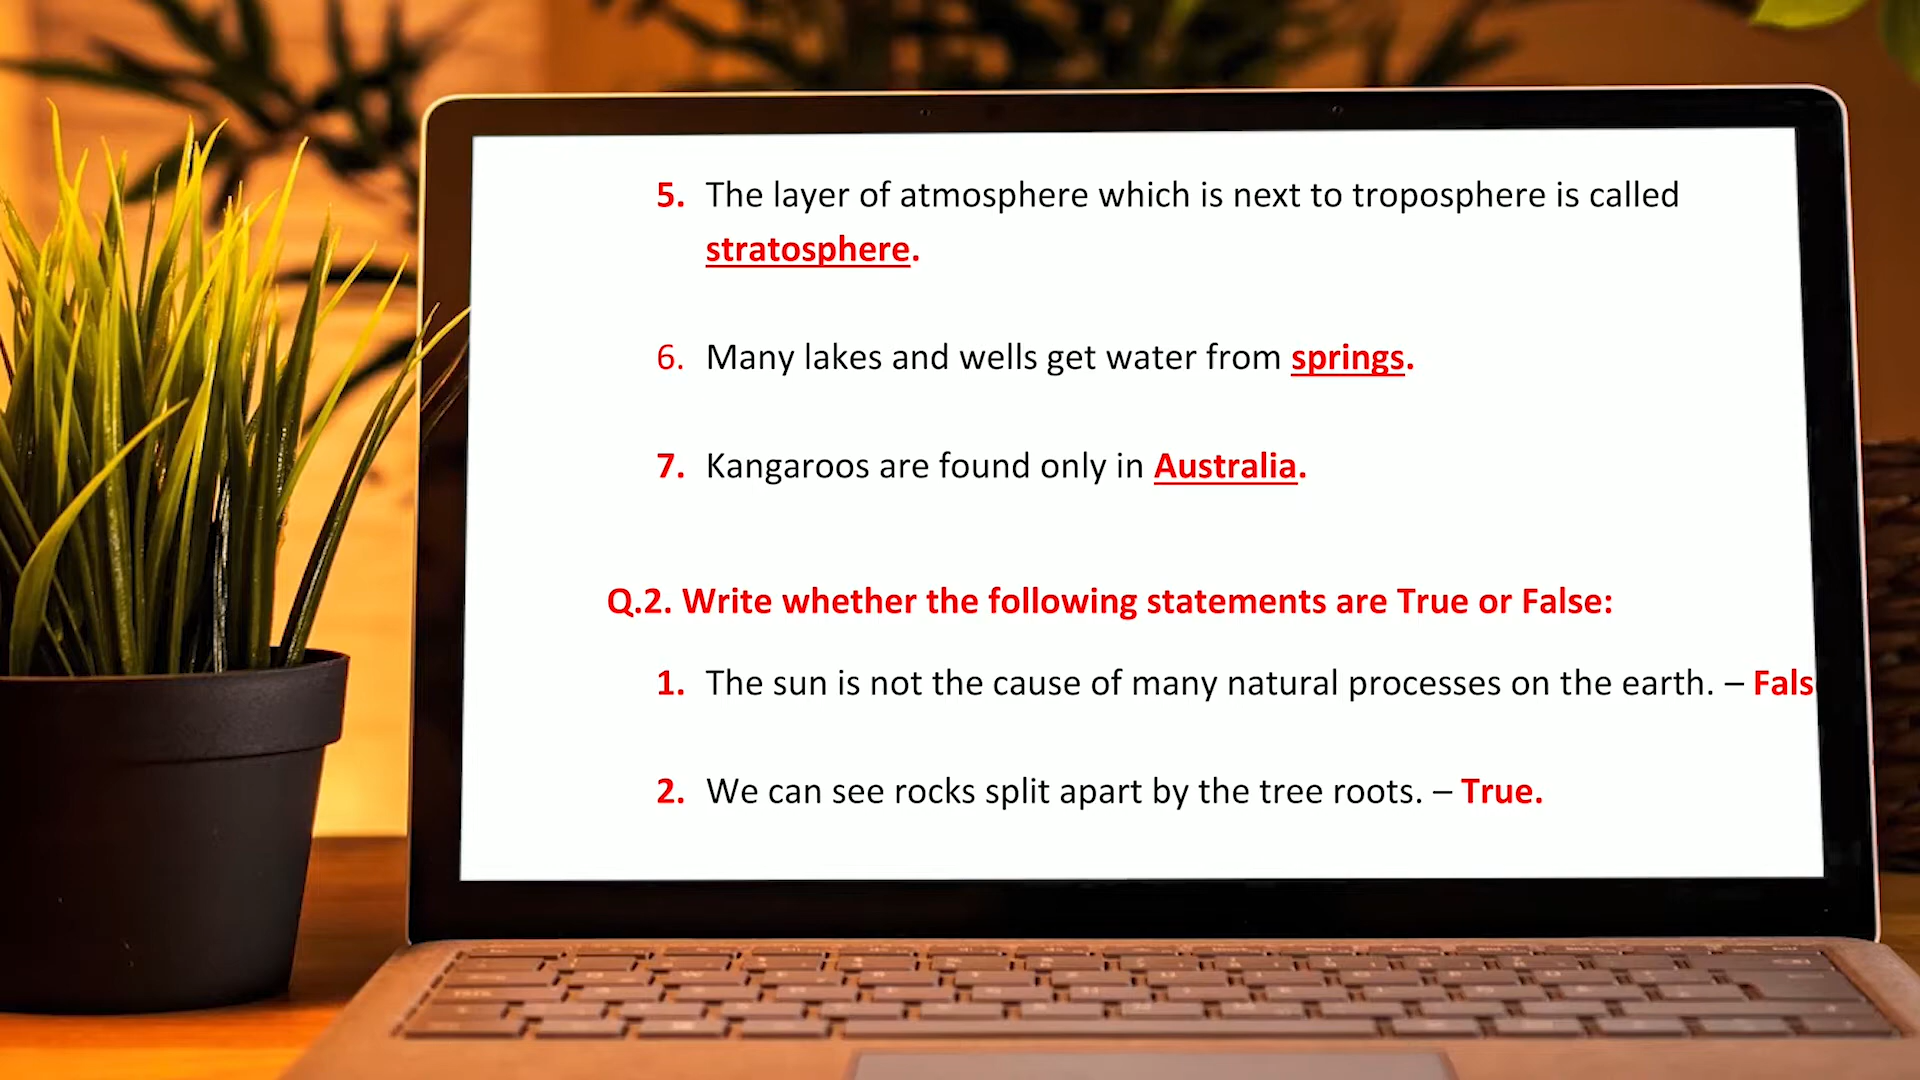 5. The layer of atmosphere which is next to troposphere is called
stratosphere.
6. Many lakes and wells get water from springs.
7. Kangaroos are found only in Australia.
Q.2. Write whether the following statements are True or False:
1. The sun is not the cause of many natural processes on the earth. – Fals
2. We can see rocks split apart by the tree roots. – True.